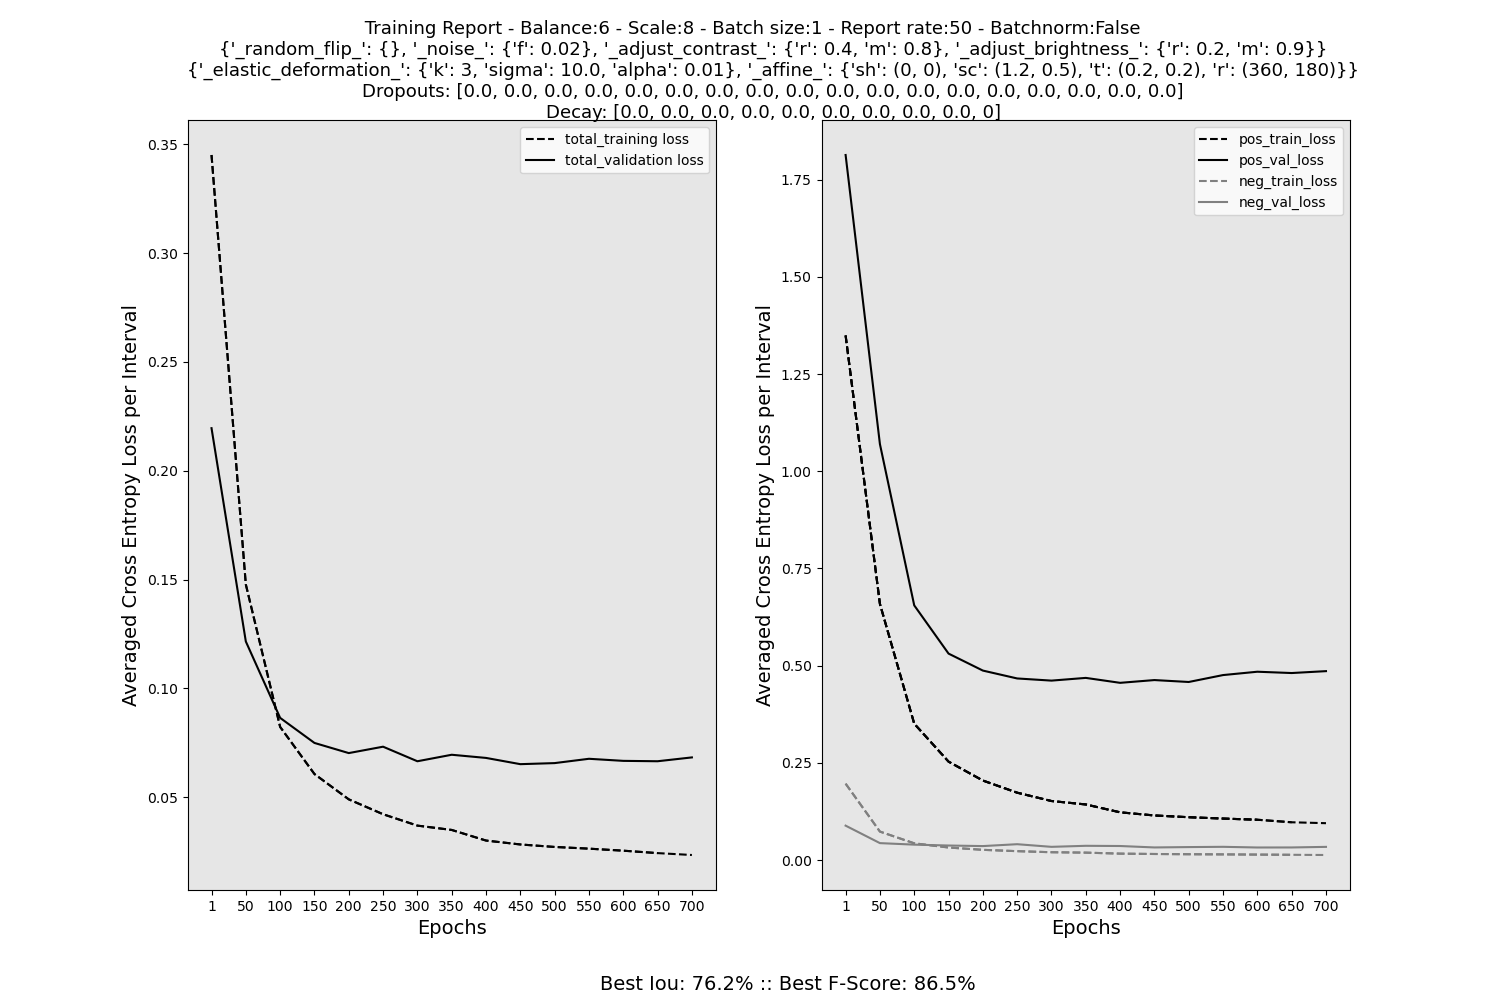 Training Report - Balance:6 - Scale:8 - Batch size:1 - Report rate:50 - Batchnorm:False
{'_random_flip_': {}, '_noise_': {'f': 0.02}, '_adjust_contrast_': {'r': 0.4, 'm': 0.8}, '_adjust_brightness_': {'r': 0.2, 'm': 0.9}}
{'_elastic_deformation_': {'k': 3, 'sigma': 10.0, 'alpha': 0.01}, '_affine_': {'sh': (0, 0), 'sc': (1.2, 0.5), 't': (0.2, 0.2), 'r': (360, 180)}}
Dropouts: [0.0, 0.0, 0.0, 0.0, 0.0, 0.0, 0.0, 0.0, 0.0, 0.0, 0.0, 0.0, 0.0, 0.0, 0.0, 0.0, 0.0, 0.0]
Decay: [0.0, 0.0, 0.0, 0.0, 0.0, 0.0, 0.0, 0.0, 0.0, 0]
total_training loss
total_validation loss
0.35
0.30
0.25
0.20
0.15
0.10
0.05
Averaged Cross Entropy Loss per Interval
1 50 100 150 200 250 300 350 400 450 500 550 600 650 700
Epochs
pos_train_loss
pos_val_loss
neg_train_loss
neg_val_loss
1.75
1.50
1.25
1.00
0.75
0.50
0.25
0.00
Averaged Cross Entropy Loss per Interval
1 50 100 150 200 250 300 350 400 450 500 550 600 650 700
Epochs
Best Iou: 76.2% :: Best F-Score: 86.5%